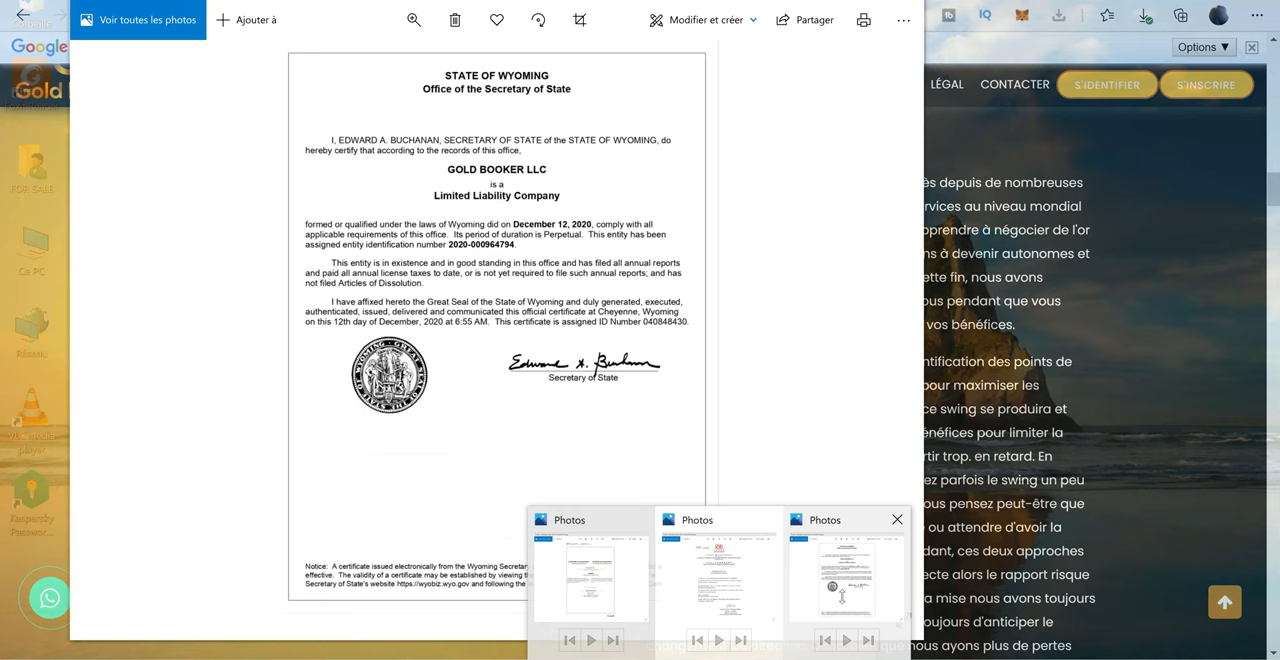 Voir toutes les photos
Ajouter à
Modifier et créer
Partager
Google
Options ▼
Gold
LÉGAL
CONTACTER
S'IDENTIFIER
S'INSCRIRE
STATE OF WYOMING
Office of the Secretary of State
I, EDWARD A. BUCHANAN, SECRETARY OF STATE of the STATE OF WYOMING, do
hereby certify that according to the records of this office,
GOLD BOOKER LLC
is a
Limited Liability Company
formed or qualified under the laws of Wyoming did on December 12, 2020, comply with all
applicable requirements of this office. Its period of duration is Perpetual. This entity has been
assigned entity identification number 2020-000964794.
This entity is in existence and in good standing in this office and has filed all annual reports
and paid all annual license taxes to date, or is not yet required to file such annual reports; and has
not filed Articles of Dissolution.
I have affixed hereto the Great Seal of the State of Wyoming and duly generated, executed,
authenticated, issued, delivered and communicated this official certificate at Cheyenne, Wyoming
on this 12th day of December, 2020 at 6:55 AM. This certificate is assigned ID Number 040848430.
Edward A. Buchanan
Secretary of State
Notice: A certificate issued electronically from the Wyoming Secretary
effective. The validity of a certificate may be established by viewing
Secretary of State's website https://wyobiz.wyo.gov and following the
Photos
Photos
Photos
FOR SALE
Ce PC
Réseau
VLC media
player
Kaspersky
Passwor...
ès depuis de nombreuses
rvices au niveau mondial
pprendre à négocier de l'or
ns à devenir autonomes et
ette fin, nous avons
ous pendant que vous
vos bénéfices.
ntification des points de
pour maximiser les
ce swing se produira et
énéfices pour limiter la
rtir trop. en retard. En
ez parfois le swing un peu
ous pensez peut-être que
ou attendre d'avoir la
dant, ces deux approches
ecte alors le rapport risque
a mise nous avons toujours
oujours d'anticiper le
que nous ayons plus de pertes